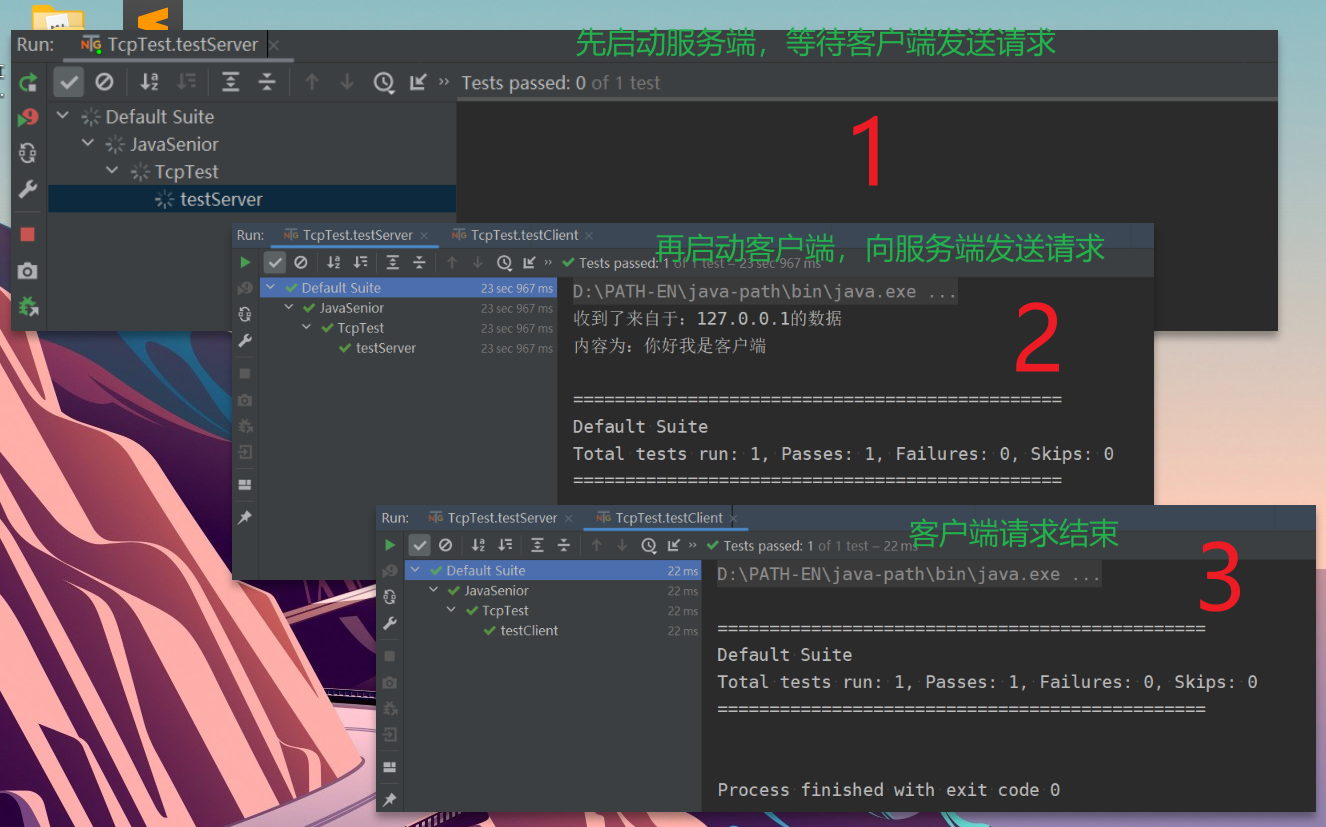 Run: TcpTest.testServer
先启动服务端，等待客户端发送请求
Tests passed: 0 of 1 test
1
Default Suite
JavaSenior
TcpTest
testServer
Run: TcpTest.testServer TcpTest.testClient
再启动客户端，向服务端发送请求
Tests passed: 1 of 1 test – 23 sec 967 ms
Default Suite 23 sec 967 ms
JavaSenior 23 sec 967 ms
TcpTest 23 sec 967 ms
testServer 23 sec 967 ms
D:\PATH-EN\java-path\bin\java.exe ...
收到了来自于：127.0.0.1的数据
内容为：你好我是客户端
2
===============================================
Default Suite
Total tests run: 1, Passes: 1, Failures: 0, Skips: 0
===============================================
Run: TcpTest.testServer TcpTest.testClient
客户端请求结束
Tests passed: 1 of 1 test – 22 ms
Default Suite 22 ms
JavaSenior 22 ms
TcpTest 22 ms
testClient 22 ms
D:\PATH-EN\java-path\bin\java.exe ...
3
===============================================
Default Suite
Total tests run: 1, Passes: 1, Failures: 0, Skips: 0
===============================================
Process finished with exit code 0